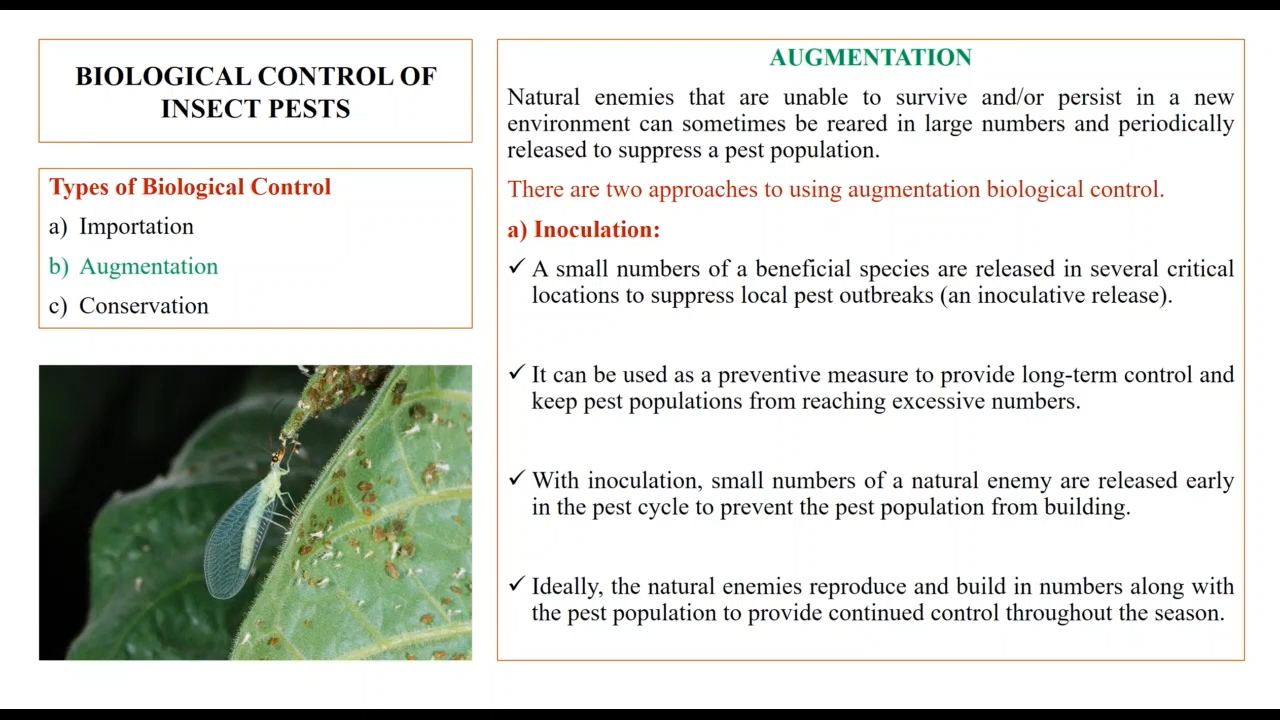 BIOLOGICAL CONTROL OF
INSECT PESTS
Types of Biological Control
a) Importation
b) Augmentation
c) Conservation
AUGMENTATION
Natural enemies that are unable to survive and/or persist in a new
environment can sometimes be reared in large numbers and periodically
released to suppress a pest population.
There are two approaches to using augmentation biological control.
a) Inoculation:
✓ A small numbers of a beneficial species are released in several critical
locations to suppress local pest outbreaks (an inoculative release).
✓ It can be used as a preventive measure to provide long-term control and
keep pest populations from reaching excessive numbers.
✓ With inoculation, small numbers of a natural enemy are released early
in the pest cycle to prevent the pest population from building.
✓ Ideally, the natural enemies reproduce and build in numbers along with
the pest population to provide continued control throughout the season.